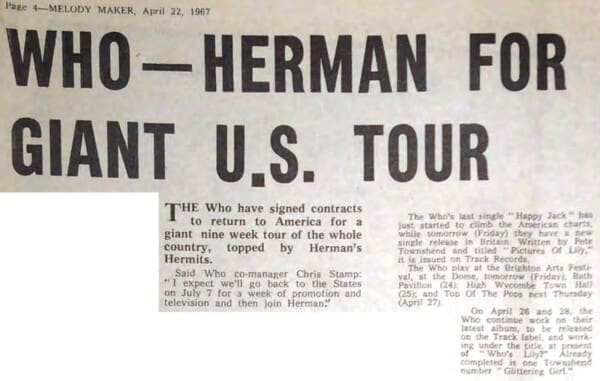 Page 4—MELODY MAKER, April 22, 1967
WHO — HERMAN FOR
GIANT U.S. TOUR
THE Who have signed contracts
to return to America for a
giant nine week tour of the whole
country, topped by Herman's
Hermits.
Said Who co-manager Chris Stamp:
"I expect we'll go back to the States
on July 7 for a week of promotion and
television and then join Herman."
The Who's last single "Happy Jack" has
just started to climb the American charts,
while tomorrow (Friday) they have a new
single release in Britain. Written by Pete
Townshend and titled "Pictures Of Lily,"
it is issued on Track Records.
The Who play at the Brighton Arts Festi-
val, at the Dome, tomorrow (Friday), Bath
Pavilion (24); High Wycombe Town Hall
(25); and Top Of The Pops next Thursday
(April 27).
On April 26 and 28, the
Who continue work on their
latest album, to be released
on the Track label, and work-
ing under the title, at present
of "Who's Lily?" Already
completed is one Townshend
number "Glittering Girl."